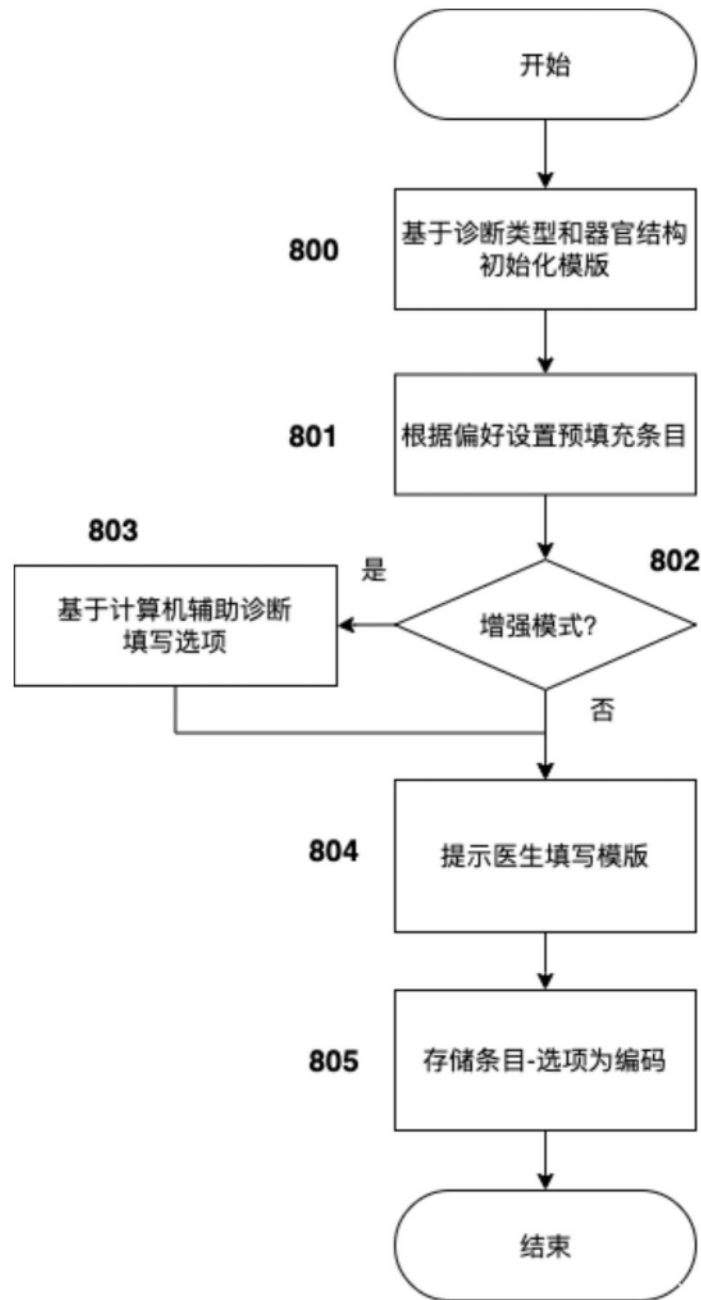 开始
800
基于诊断类型和器官结构
初始化模版
801
根据偏好设置预填充条目
803
是
802
基于计算机辅助诊断
填写选项
增强模式?
否
804
提示医生填写模版
805
存储条目-选项为编码
结束